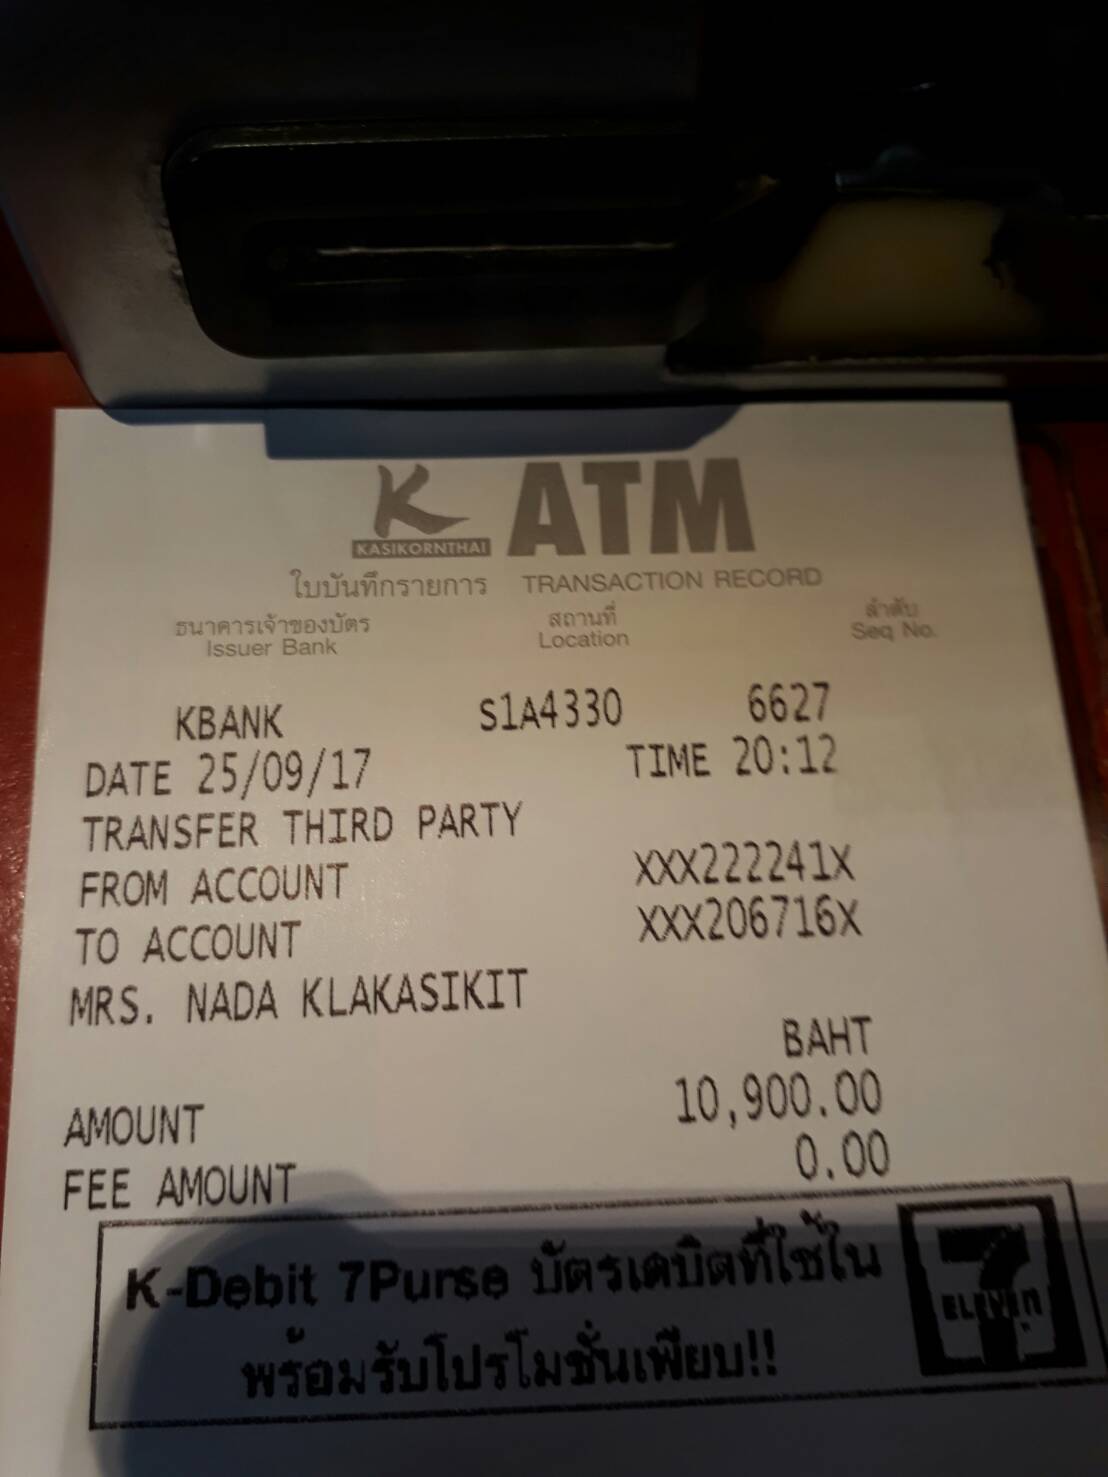 K ATM
KASIKORNTHAI
ใบบันทึกรายการ TRANSACTION RECORD
ธนาคารเจ้าของบัตร สถานที่ ลำดับ
Issuer Bank Location Seq No.
KBANK S1A4330 6627
DATE 25/09/17 TIME 20:12
TRANSFER THIRD PARTY
FROM ACCOUNT XXX222241X
TO ACCOUNT XXX206716X
MRS. NADA KLAKASIKIT
BAHT
AMOUNT 10,900.00
FEE AMOUNT 0.00
K-Debit 7Purse บัตรเดบิตที่ใช้ใน 7 ELEVEn
พร้อมรับโปรโมชั่นเพียบ!!